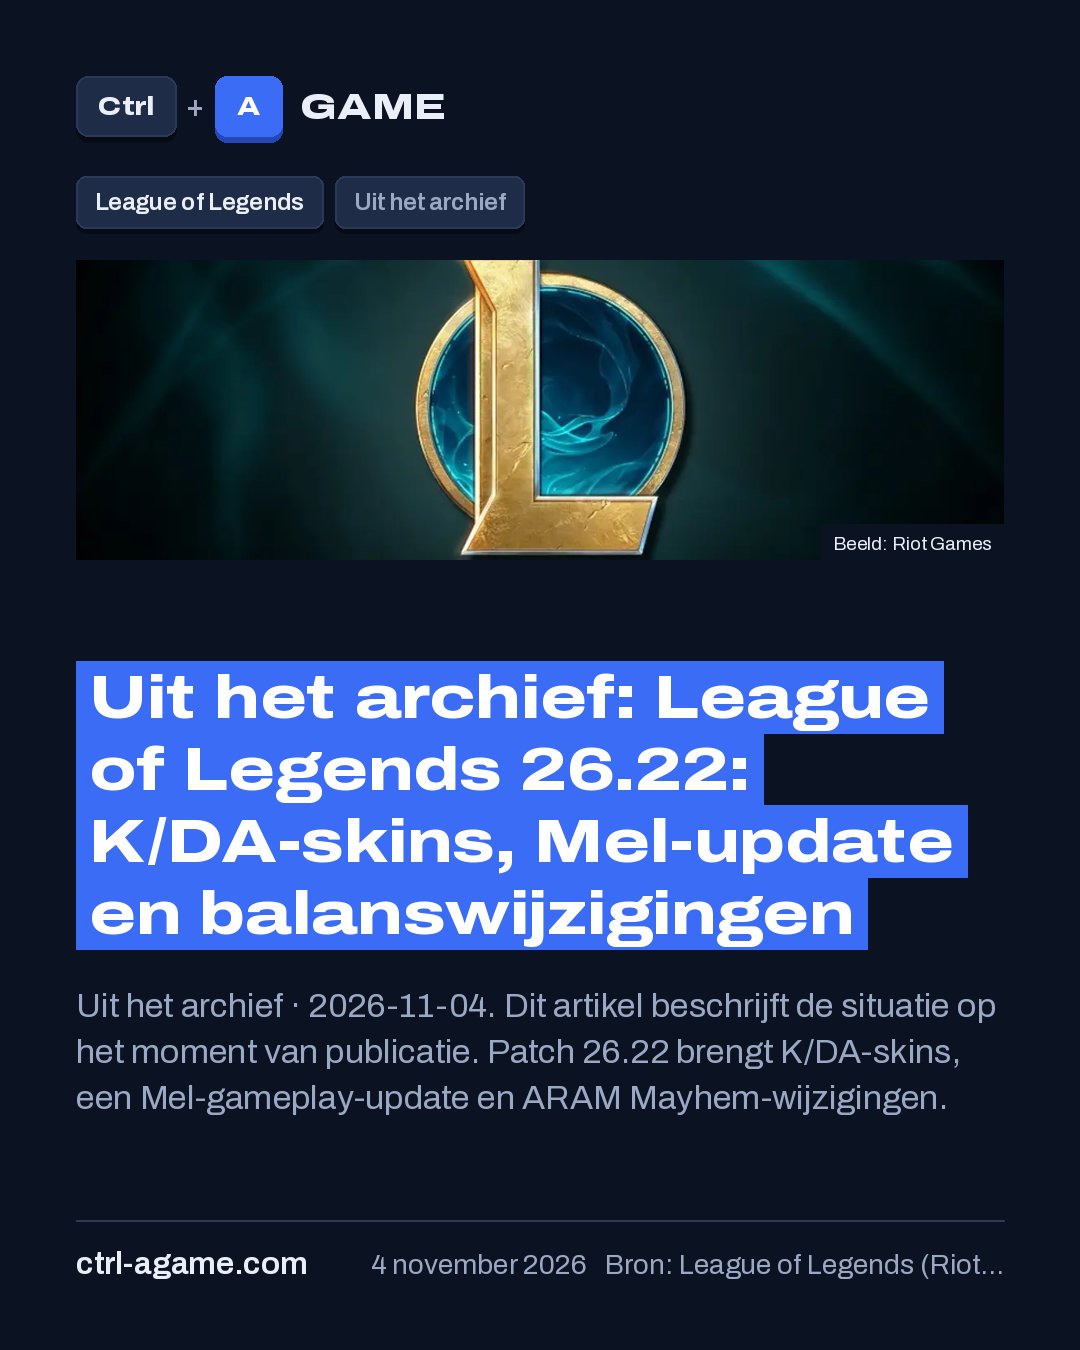 Ctrl + A GAME
League of Legends Uit het archief
Beeld: Riot Games
Uit het archief: League
of Legends 26.22:
K/DA-skins, Mel-update
en balanswijzigingen
Uit het archief · 2026-11-04. Dit artikel beschrijft de situatie op
het moment van publicatie. Patch 26.22 brengt K/DA-skins,
een Mel-gameplay-update en ARAM Mayhem-wijzigingen.
ctrl-agame.com 4 november 2026 Bron: League of Legends (Riot...